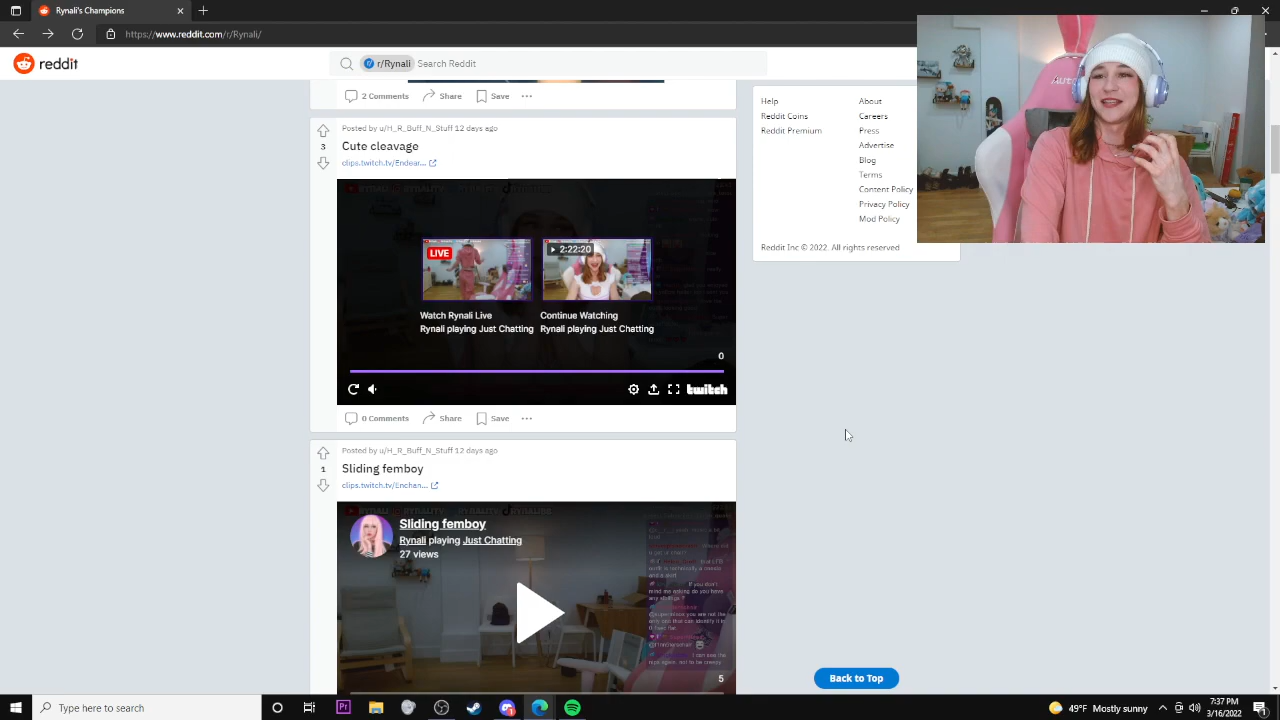 Rynali's Champions
https://www.reddit.com/r/Rynali/
reddit
r/Rynali Search Reddit
2 Comments Share Save
Posted by u/H_R_Buff_N_Stuff 12 days ago
3
Cute cleavage
clips.twitch.tv/Endear...
LIVE
2:22:20
Watch Rynali Live
Rynali playing Just Chatting
Continue Watching
Rynali playing Just Chatting
0
twitch
0 Comments Share Save
Posted by u/H_R_Buff_N_Stuff 12 days ago
1
Sliding femboy
clips.twitch.tv/Enchan...
Sliding femboy
Rynali playing Just Chatting
27 views
5
Help
Reddit Coins
Reddit Premium
About
Careers
Press
Advertise
Blog
Terms
Content Policy
Privacy Policy
Mod Policy
Reddit Inc © 2022. All rights reserved
Back to Top
Type here to search
49°F Mostly sunny
7:37 PM
3/16/2022